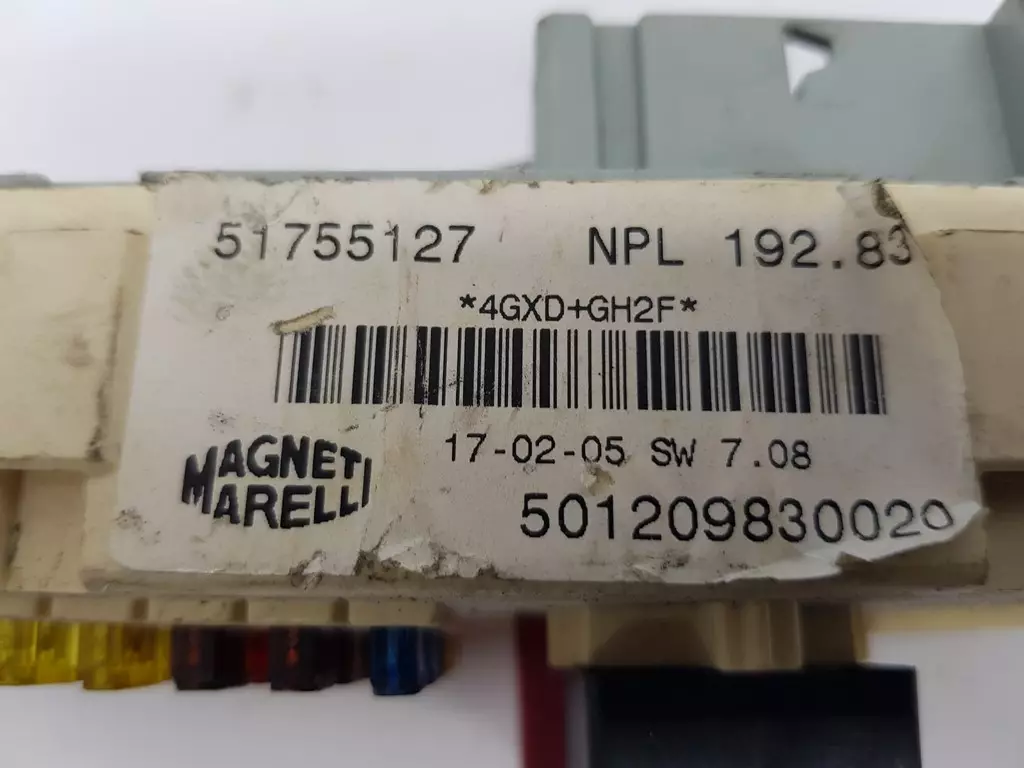 51755127 NPL 192.83
*4GXD+GH2F*
17-02-05 SW 7.08
MAGNETI
MARELLI
501209830020